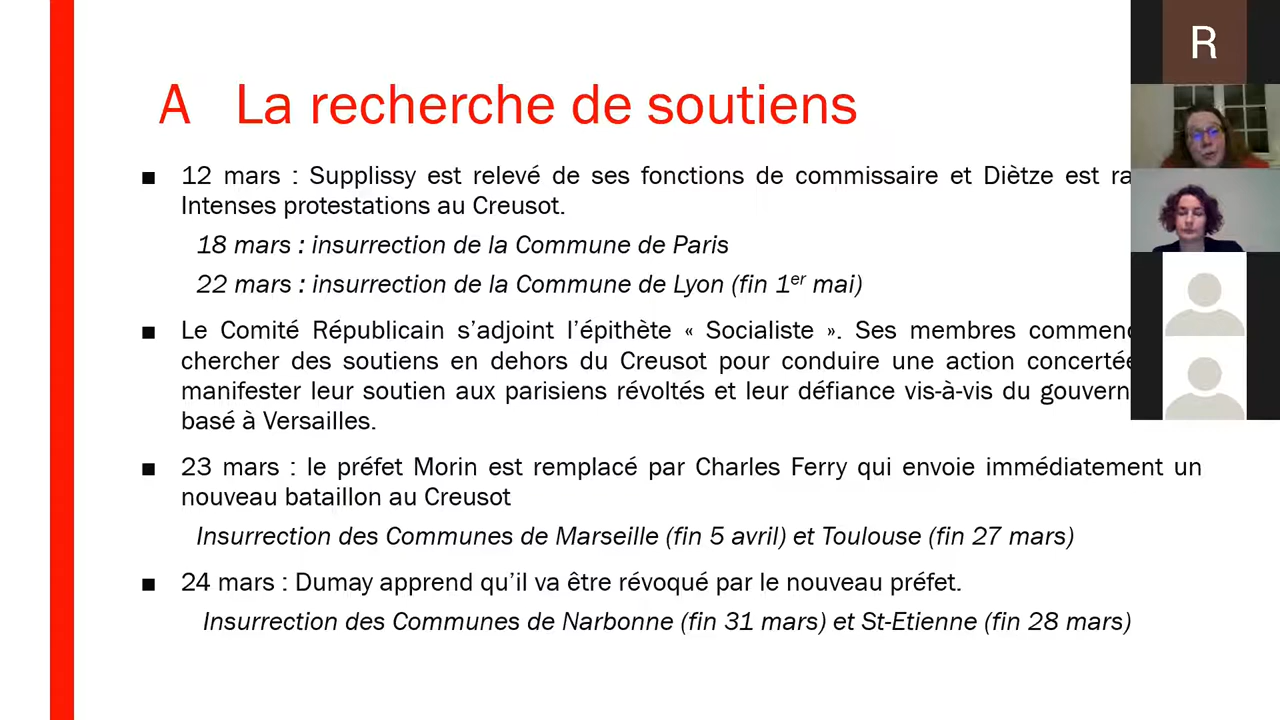 R
A La recherche de soutiens
■ 12 mars : Supplissy est relevé de ses fonctions de commissaire et Diètze est
Intenses protestations au Creusot.
18 mars : insurrection de la Commune de Paris
22 mars : insurrection de la Commune de Lyon (fin 1er mai)
■ Le Comité Républicain s’adjoint l’épithète « Socialiste ». Ses membres
chercher des soutiens en dehors du Creusot pour conduire une action concertée
manifester leur soutien aux parisiens révoltés et leur défiance vis-à-vis du
basé à Versailles.
■ 23 mars : le préfet Morin est remplacé par Charles Ferry qui envoie immédiatement un
nouveau bataillon au Creusot
Insurrection des Communes de Marseille (fin 5 avril) et Toulouse (fin 27 mars)
■ 24 mars : Dumay apprend qu’il va être révoqué par le nouveau préfet.
Insurrection des Communes de Narbonne (fin 31 mars) et St-Etienne (fin 28 mars)